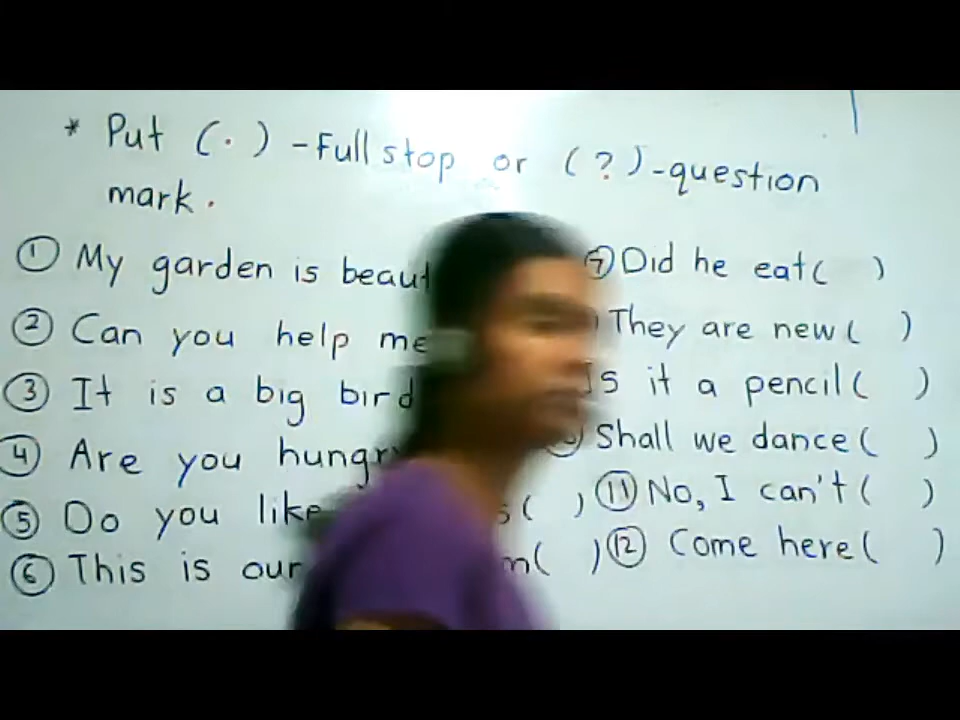 * Put (.) - Full stop or (?) - question
mark.
① My garden is
② Can you help me
③ It is a big bird
④ Are you
⑤ Do you like ( )
⑥ This is our ( )
⑦ Did he eat ( )
They are new ( )
Is it a pencil ( )
Shall we dance ( )
⑪ No, I can't ( )
⑫ Come here ( )